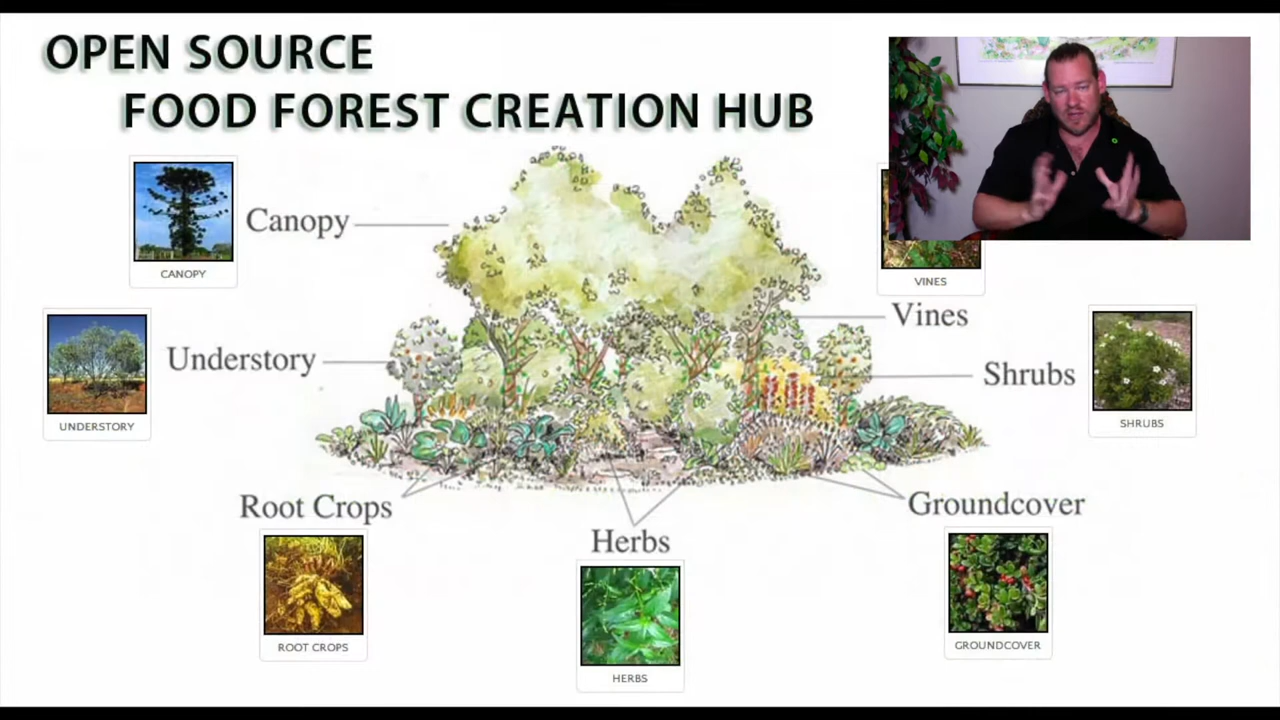 OPEN SOURCE
FOOD FOREST CREATION HUB
Canopy
CANOPY
VINES
Vines
Understory
UNDERSTORY
Shrubs
SHRUBS
Root Crops
ROOT CROPS
Herbs
HERBS
Groundcover
GROUNDCOVER